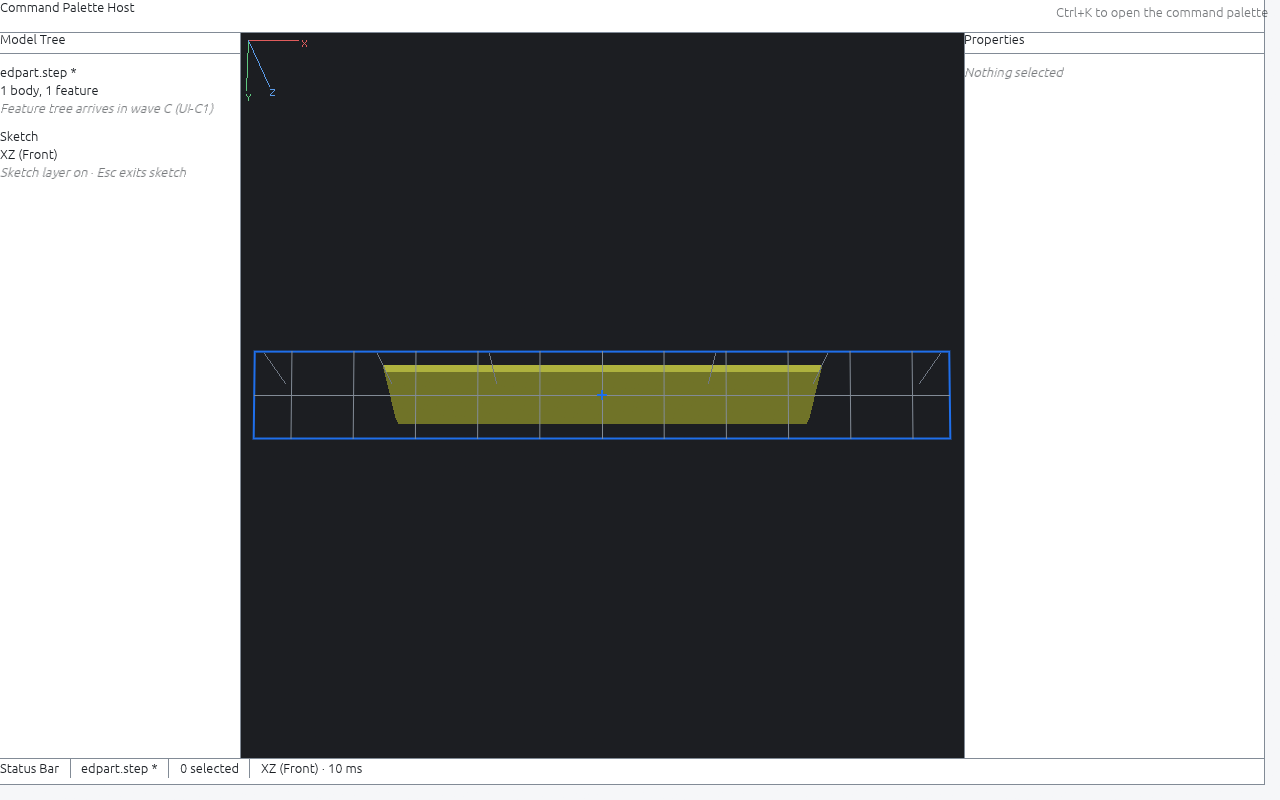 Command Palette Host
Ctrl+K to open the command palette
Model Tree
edpart.step *
1 body, 1 feature
Feature tree arrives in wave C (UI-C1)
Sketch
XZ (Front)
Sketch layer on · Esc exits sketch
X
Y
Z
Properties
Nothing selected
Status Bar
edpart.step *
0 selected
XZ (Front) · 10 ms